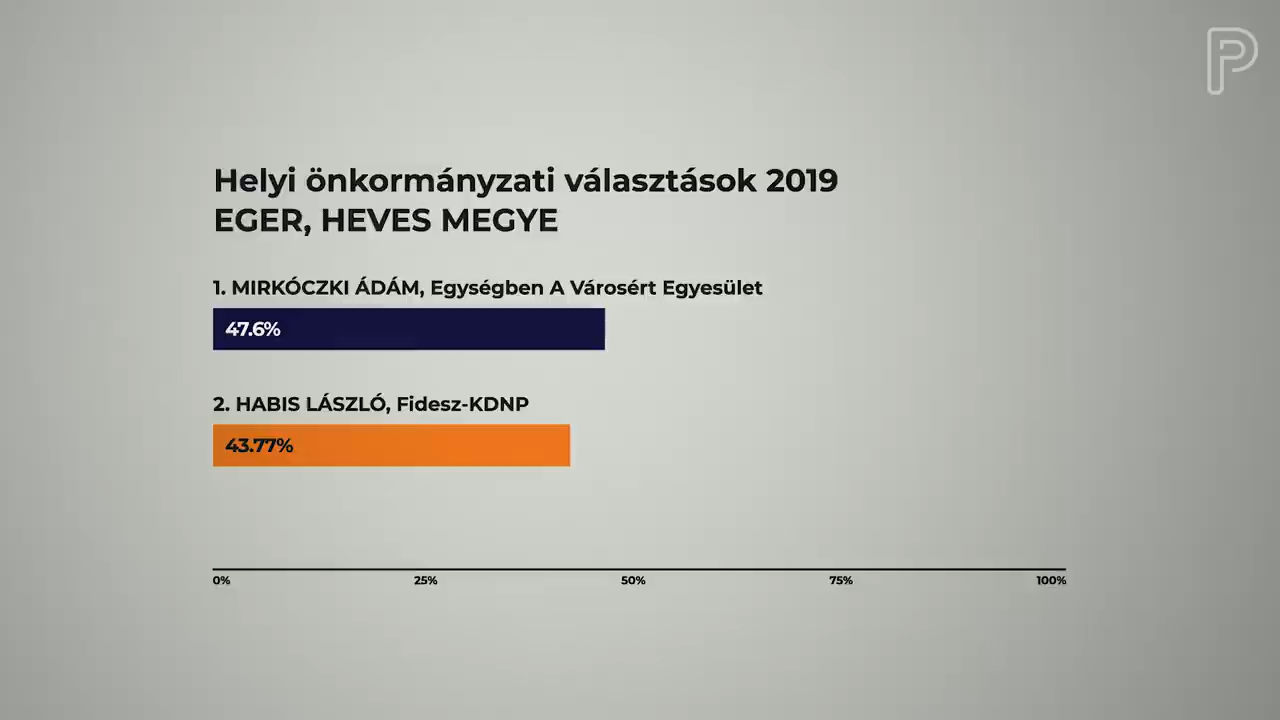 P
Helyi önkormányzati választások 2019
EGER, HEVES MEGYE
1. MIRKÓCZKI ÁDÁM, Egységben A Városért Egyesület
47.6%
2. HABIS LÁSZLÓ, Fidesz-KDNP
43.77%
0% 25% 50% 75% 100%